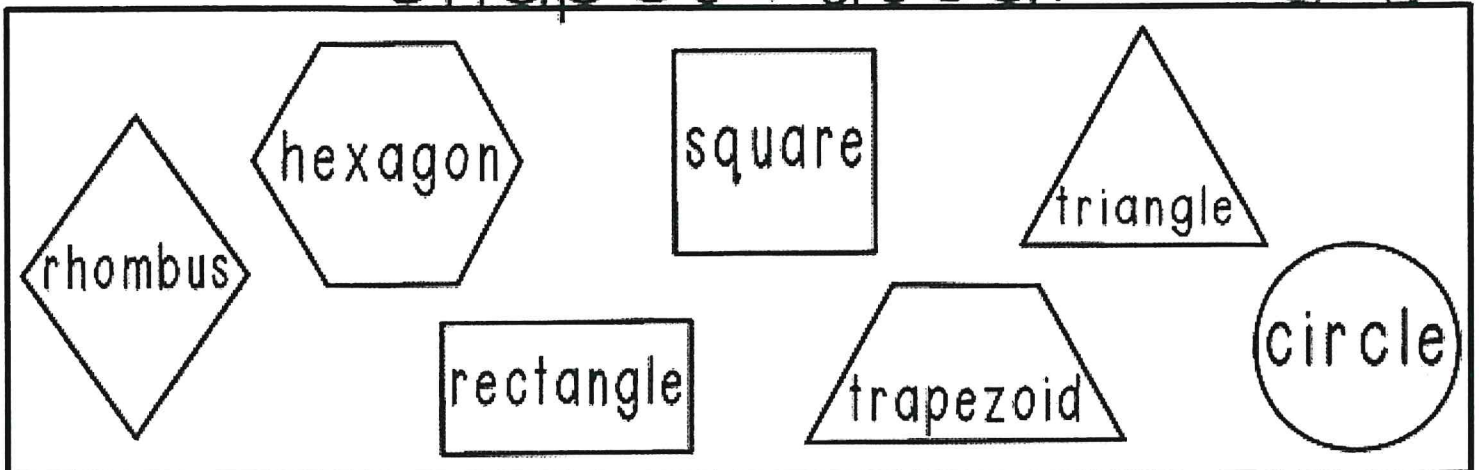 hexagon
square
triangle
rhombus
circle
rectangle
trapezoid